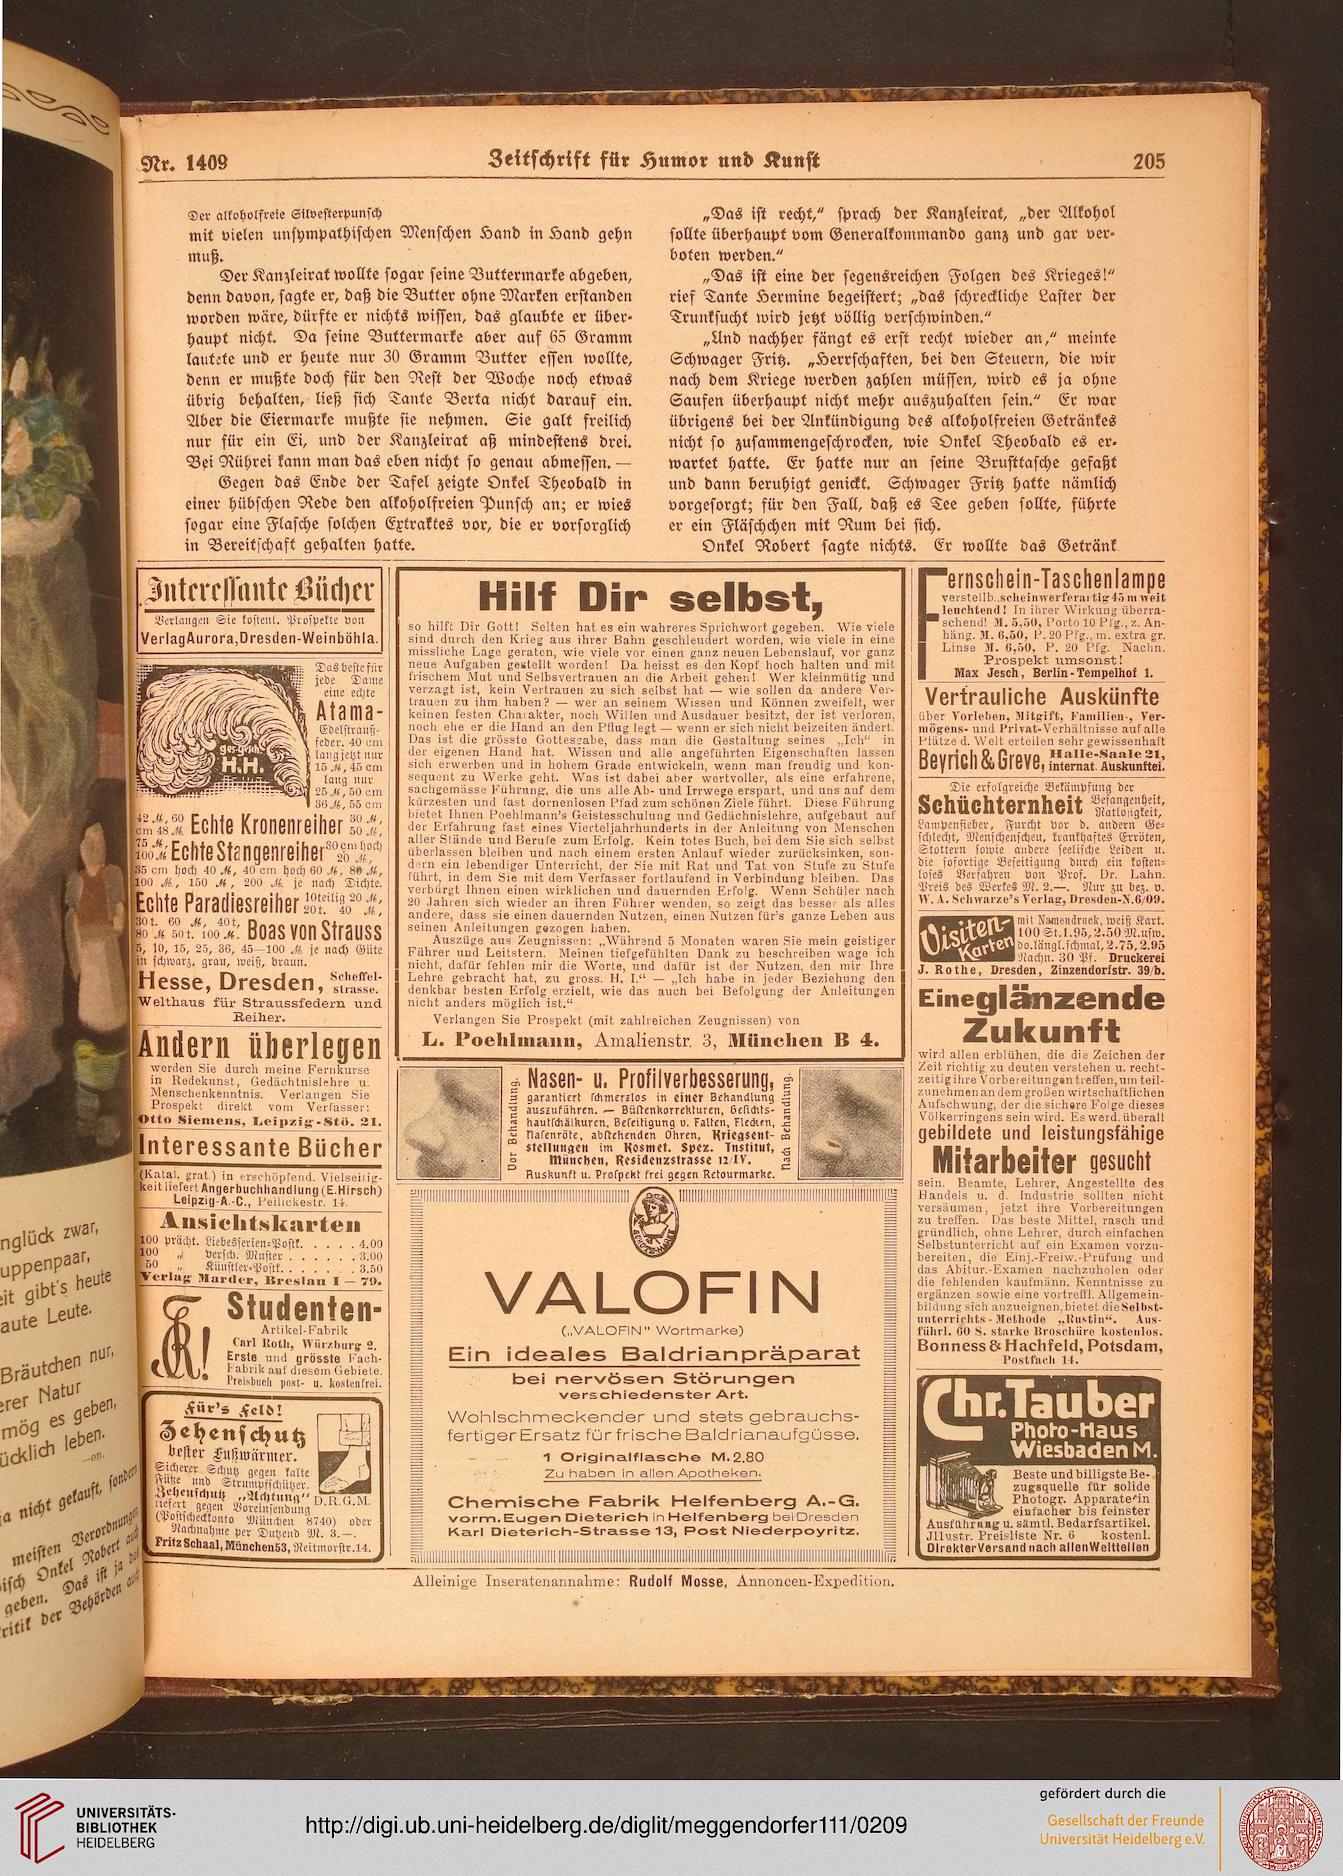 Nr. 1409
Zeitschrift für Humor und Kunst
205
Der alkoholfreie Silvesterpunsch
mit vielen unsympathischen Menschen Hand in Hand gehn
muß.
Der Kanzleirat wollte sogar seine Buttermarke abgeben,
denn davon, sagte er, daß die Butter ohne Marken erstanden
worden wäre, dürfte er nichts wissen, das glaubte er über-
haupt nicht. Da seine Buttermarke aber auf 65 Gramm
lautete und er heute nur 30 Gramm Butter essen wollte,
denn er mußte doch für den Rest der Woche noch etwas
übrig behalten, ließ sich Tante Berta nicht darauf ein.
Aber die Eiermarke mußte sie nehmen. Sie galt freilich
nur für ein Ei, und der Kanzleirat aß mindestens drei.
Bei Rührei kann man das eben nicht so genau abmessen. —
Gegen das Ende der Tafel zeigte Onkel Theobald in
einer hübschen Rede den alkoholfreien Punsch an; er wies
sogar eine Flasche solchen Extraktes vor, die er vorsorglich
in Bereitschaft gehalten hatte.
„Das ist recht,“ sprach der Kanzleirat, „der Alkohol
sollte überhaupt vom Generalkommando ganz und gar ver-
boten werden.“
„Das ist eine der segensreichen Folgen des Krieges!“
rief Tante Hermine begeistert; „das schreckliche Laster der
Trunksucht wird jetzt völlig verschwinden.“
„Und nachher fängt es erst recht wieder an,“ meinte
Schwager Fritz. „Herrschaften, bei den Steuern, die wir
nach dem Kriege werden zahlen müssen, wird es ja ohne
Saufen überhaupt nicht mehr auszuhalten sein.“ Er war
übrigens bei der Ankündigung des alkoholfreien Getränkes
nicht so zusammengeschrocken, wie Onkel Theobald es er-
wartet hatte. Er hatte nur an seine Brusttasche gefaßt
und dann beruhigt genickt. Schwager Fritz hatte nämlich
vorgesorgt; für den Fall, daß es Tee geben sollte, führte
er ein Fläschchen mit Rum bei sich.
Onkel Robert sagte nichts. Er wollte das Getränk
Interessante Bücher
Verlangen Sie kostenl. Prospekte von
Verlag Aurora, Dresden-Weinböhla.
Das beste für
jede Dame
eine echte
Atama-
Edelstrauß-
feder. 40 cm
lang jetzt nur
15 M, 45 cm
lang nur
25 M, 50 cm
36 M, 55 cm
ges. gesch.
H.H.
42 M, 60
cm 48 M. Echte Kronenreiher 30 M,
50 M,
75 M,
100 M Echte Stangenreiher 30 cm hoch
20 M,
35 cm hoch 40 M, 40 cm hoch 60 M, 80 M,
100 M, 150 M, 200 M. je nach Dichte.
Echte Paradiesreiher 10teilig 20 M,
20t. 40 M,
30t. 60 M, 40t.
80 M. 50t. 100 M. Boas von Strauss
5, 10, 15, 25, 36, 45—100 M. je nach Güte
in schwarz, grau, weiß, braun.
Hesse, Dresden, Scheffel-
strasse.
Welthaus für Straussfedern und
Reiher.
Andern überlegen
werden Sie durch meine Fernkurse
in Redekunst, Gedächtnislehre u.
Menschenkenntnis. Verlangen Sie
Prospekt direkt vom Verfasser:
Otto Siemens, Leipzig-Stö. 21.
Interessante Bücher
(Katal. grat.) in erschöpfend. Vielseitig-
keit liefert Angerbuchhandlung (E. Hirsch)
Leipzig-A.-C., Peilickestr. 14.
Ansichtskarten
100 prächt. Liebesserien-Postk. . . . . . 4.00
100 „ versch. Muster . . . . . . . 3.00
50 „ Künstler-Postk. . . . . . . . 3.50
Verlag Marder, Breslau I — 79.
Studenten-
Artikel-Fabrik
Carl Roth, Würzburg 2.
Erste und grösste Fach-
Fabrik auf diesem Gebiete.
Preisbuch post- u. kostenfrei.
Für's Feld!
Zehenschutz
bester Fußwärmer.
Sicherer Schutz gegen kalte
Füße und Strumpfschützer.
Zehenschutz „Achtung“ D.R.G.M.
liefert gegen Voreinsendung
(Postscheckkonto München 8740) oder
Nachnahme per Dutzend M. 3.—.
Fritz Schaal, München 53, Reitmorstr. 14.
Hilf Dir selbst,
so hilft Dir Gott! Selten hat es ein wahreres Sprichwort gegeben. Wie viele
sind durch den Krieg aus ihrer Bahn geschleudert worden, wie viele in eine
missliche Lage geraten, wie viele vor einen ganz neuen Lebenslauf, vor ganz
neue Aufgaben gestellt worden! Da heisst es den Kopf hoch halten und mit
frischem Mut und Selbsvertrauen an die Arbeit gehen! Wer kleinmütig und
verzagt ist, kein Vertrauen zu sich selbst hat — wie sollen da andere Ver-
trauen zu ihm haben? — wer an seinem Wissen und Können zweifelt, wer
keinen festen Charakter, noch Willen und Ausdauer besitzt, der ist verloren,
noch ehe er die Hand an den Pflug legt — wenn er sich nicht beizeiten ändert.
Das ist die grösste Gottesgabe, dass man die Gestaltung seines „Ich“ in
der eigenen Hand hat. Wissen und alle angeführten Eigenschaften lassen
sich erwerben und in hohem Grade entwickeln, wenn man freudig und kon-
sequent zu Werke geht. Was ist dabei aber wertvoller, als eine erfahrene,
sachgemässe Führung, die uns alle Ab- und Irrwege erspart, und uns auf dem
kürzesten und fast dornenlosen Pfad zum schönen Ziele führt. Diese Führung
bietet Ihnen Poehlmann's Geistesschulung und Gedächnislehre, aufgebaut auf
der Erfahrung fast eines Vierteljahrhunderts in der Anleitung von Menschen
aller Stände und Berufe zum Erfolg. Kein totes Buch, bei dem Sie sich selbst
überlassen bleiben und nach einem ersten Anlauf wieder zurücksinken, son-
dern ein lebendiger Unterricht, der Sie mit Rat und Tat von Stufe zu Stufe
führt, in dem Sie mit dem Verfasser fortlaufend in Verbindung bleiben. Das
verbürgt Ihnen einen wirklichen und dauernden Erfolg. Wenn Schüler nach
20 Jahren sich wieder an ihren Führer wenden, so zeigt das besser als alles
andere, dass sie einen dauernden Nutzen, einen Nutzen für's ganze Leben aus
seinen Anleitungen gezogen haben.
Auszüge aus Zeugnissen: „Während 5 Monaten waren Sie mein geistiger
Führer und Leitstern. Meinen tiefgefühlten Dank zu beschreiben wage ich
nicht, dafür fehlen mir die Worte, und dafür ist der Nutzen, den mir Ihre
Lehre gebracht hat, zu gross. H. I.“ — „Ich habe in jeder Beziehung den
denkbar besten Erfolg erzielt, wie das auch bei Befolgung der Anleitungen
nicht anders möglich ist.“
Verlangen Sie Prospekt (mit zahlreichen Zeugnissen) von
L. Poehlmann, Amalienstr. 3, München B 4.
Vor Behandlung.
Nasen- u. Profilverbesserung,
garantiert schmerzlos in einer Behandlung
auszuführen. — Büstenkorrekturen, Gesichts-
hautschälkuren. Beseitigung v. Falten, Flecken,
Nasenröte, abstehenden Ohren, Kriegsent-
stellungen im Kosmet. Spez. Institut,
München, Residenzstrasse 12/IV.
Auskunft u. Prospekt frei gegen Retourmarke.
Nach Behandlung.
SCHUTZ-MARKE
VALOFIN
(„VALOFIN“ Wortmarke)
Ein ideales Baldrianpräparat
bei nervösen Störungen
verschiedenster Art.
Wohlschmeckender und stets gebrauchs-
fertiger Ersatz für frische Baldrianaufgüsse.
1 Originalflasche M. 2,80
Zu haben in allen Apotheken.
Chemische Fabrik Helfenberg A.-G.
vorm. Eugen Dieterich in Helfenberg bei Dresden
Karl Dieterich-Strasse 13, Post Niederpoyritz.
Fernschein-Taschenlampe
verstellb., scheinwerferartig 45 m weit
leuchtend! In ihrer Wirkung überra-
schend! M. 5.50, Porto 10 Pfg., z. An-
häng. M. 6,50, P. 20 Pfg., m. extra gr.
Linse M. 6,50, P. 20 Pfg. Nachn.
Prospekt umsonst!
Max Jesch, Berlin-Tempelhof 1.
Vertrauliche Auskünfte
über Vorleben, Mitgift, Familien-, Ver-
mögens- und Privat-Verhältnisse auf alle
Plätze d. Welt erteilen sehr gewissenhaft
Beyrich & Greve, Halle-Saale 21,
internat. Auskunftei.
Die erfolgreiche Bekämpfung der
Schüchternheit Befangenheit,
Ratlosigkeit,
Lampenfieber, Furcht vor d. andern Ge-
schlecht, Menschenscheu, krankhaftes Erröten,
Stottern sowie andere seelische Leiden u.
die sofortige Beseitigung durch ein kosten-
loses Verfahren von Prof. Dr. Lahn.
Preis des Werkes M. 2.—. Nur zu bez. v.
W. A. Schwarze's Verlag, Dresden-N. 6/09.
Visiten-
Karten
mit Namendruck, weiß Kart.
100 St. 1.95, 2.50 M. usw.
do. längl. schmal, 2.75, 2.95
Nachn. 30 Pf. Druckerei
J. Rothe, Dresden, Zinzendorfstr. 39/b.
Eine glänzende
Zukunft
wird allen erblühen, die die Zeichen der
Zeit richtig zu deuten verstehen u. recht-
zeitig ihre Vorbereitungen treffen, um teil-
zunehmen an dem großen wirtschaftlichen
Aufschwung, der die sichere Folge dieses
Völkerringens sein wird. Es werd. überall
gebildete und leistungsfähige
Mitarbeiter gesucht
sein. Beamte, Lehrer, Angestellte des
Handels u. d. Industrie sollten nicht
versäumen, jetzt ihre Vorbereitungen
zu treffen. Das beste Mittel, rasch und
gründlich, ohne Lehrer, durch einfachen
Selbstunterricht auf ein Examen vorzu-
bereiten, die Einj.-Freiw.-Prüfung und
das Abitur.-Examen nachzuholen oder
die fehlenden kaufmänn. Kenntnisse zu
ergänzen sowie eine vortreffl. Allgemein-
bildung sich anzueignen, bietet die Selbst-
unterrichts-Methode „Rustin“. Aus-
führl. 60 S. starke Broschüre kostenlos.
Bonness & Hachfeld, Potsdam,
Postfach 14.
Chr. Tauber
Photo-Haus
Wiesbaden M.
Beste und billigste Be-
zugsquelle für solide
Photogr. Apparate in
einfacher bis feinster
Ausführung u. sämtl. Bedarfsartikel.
Illustr. Preisliste Nr. 6 kostenl.
Direkter Versand nach allen Weltteilen
Alleinige Inseratenannahme: Rudolf Mosse, Annoncen-Expedition.
nglück zwar,
uppenpaar,
eit gibt's heute
aute Leute.
Bräutchen nur,
erer Natur
mög es geben,
ücklich leben.
—on.
ja nicht gekauft, sondern
meisten Verordnungen
isch Onkel Robert auch
geben. Das ist ja das
ritik der Behörden auch
UNIVERSITÄTS-
BIBLIOTHEK
HEIDELBERG
http://digi.ub.uni-heidelberg.de/diglit/meggendorfer111/0209
gefördert durch die
Gesellschaft der Freunde
Universität Heidelberg e.V.